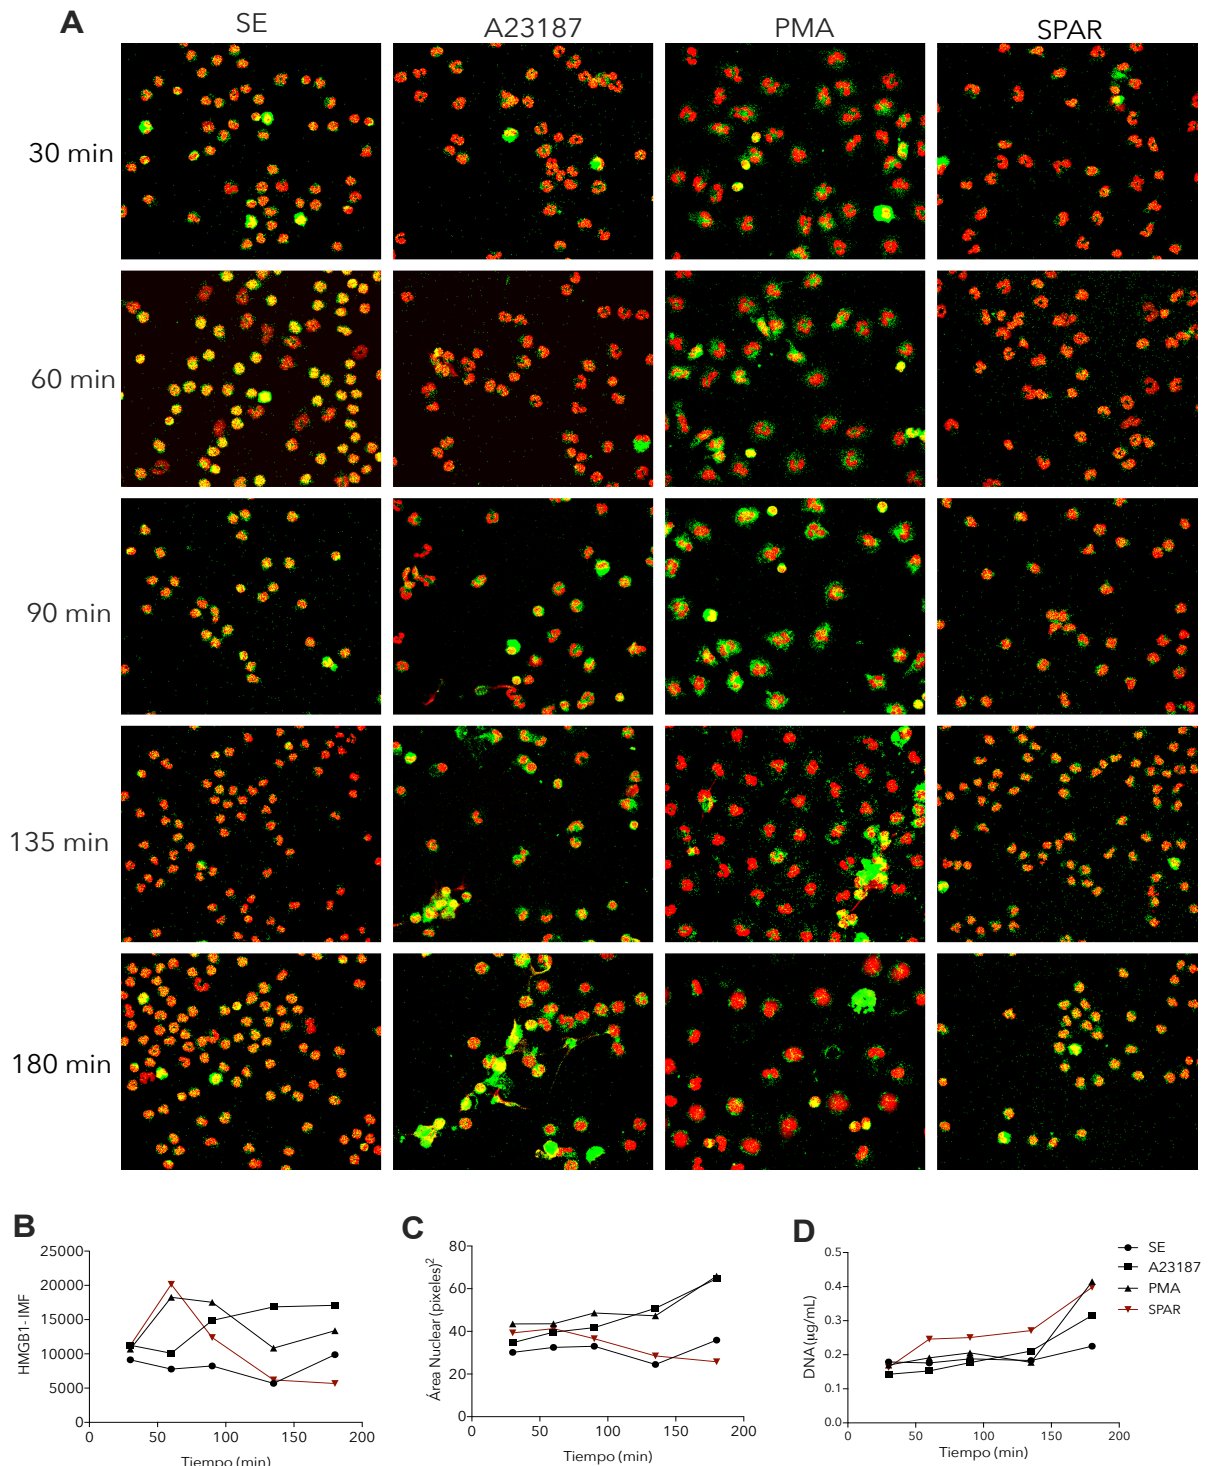 A
SE
A23187
PMA
SPAR
30 min
60 min
90 min
135 min
180 min
B
25000
20000
15000
10000
5000
0
0
50
100
150
200
HMGB1-IMF
Tiempo (min)
C
80
60
40
20
0
0
50
100
150
200
Área Nuclear (pixeles)2
Tiempo (min)
D
0.5
0.4
0.3
0.2
0.1
0.0
0
50
100
150
200
DNA (µg/mL)
Tiempo (min)
SE
A23187
PMA
SPAR